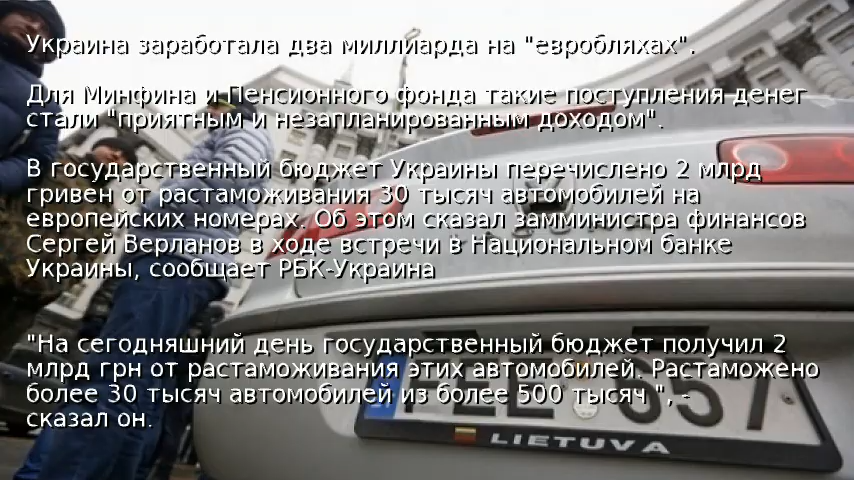 Украина заработала два миллиарда на "евробляхах".
Для Минфина и Пенсионного фонда такие поступления денег
стали "приятным и незапланированным доходом".
В государственный бюджет Украины перечислено 2 млрд
гривен от растаможивания 30 тысяч автомобилей на
европейских номерах. Об этом сказал замминистра финансов
Сергей Верланов в ходе встречи в Национальном банке
Украины, сообщает РБК-Украина
"На сегодняшний день государственный бюджет получил 2
млрд грн от растаможивания этих автомобилей. Растаможено
более 30 тысяч автомобилей из более 500 тысяч ", -
сказал он.
LIETUVA